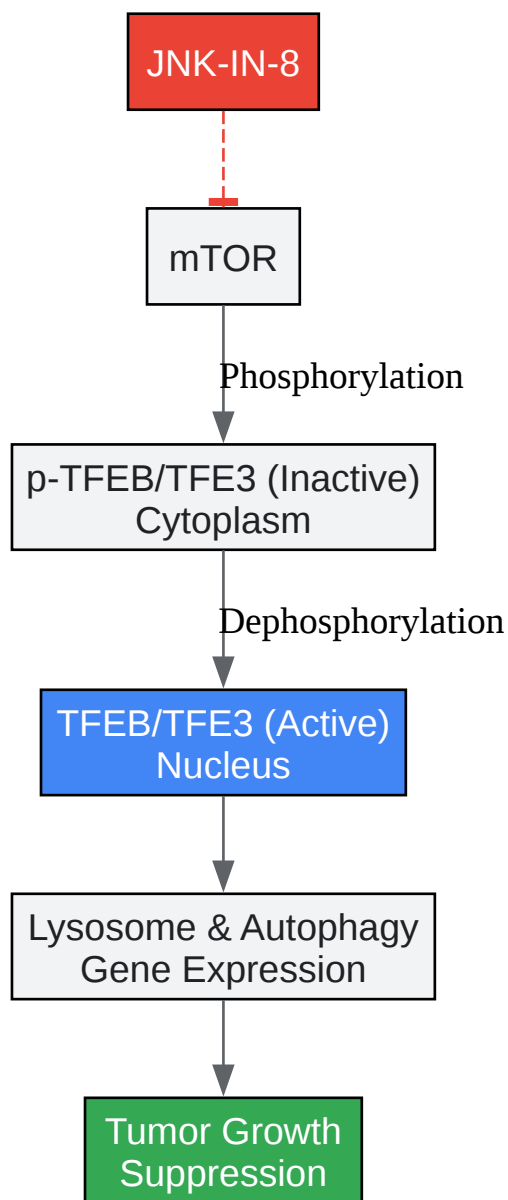 JNK-IN-8
mTOR
Phosphorylation
p-TFEB/TFE3 (Inactive)
Cytoplasm
Dephosphorylation
TFEB/TFE3 (Active)
Nucleus
Lysosome & Autophagy
Gene Expression
Tumor Growth
Suppression